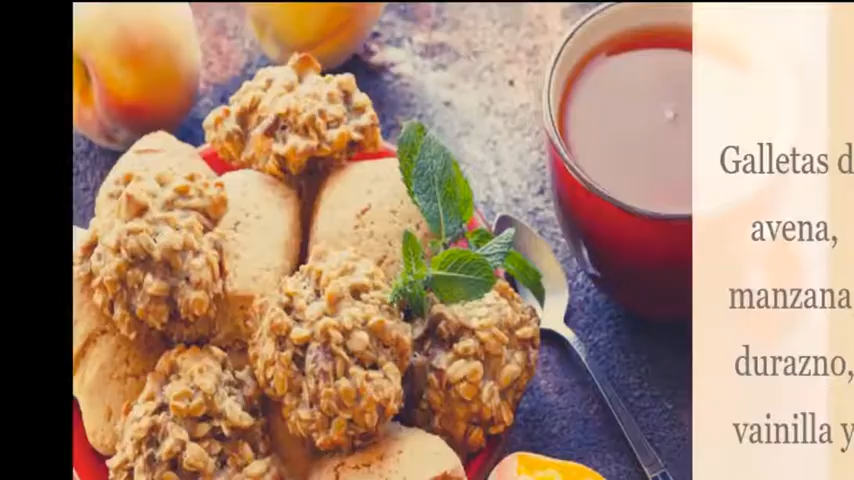 Galletas d
avena,
manzana
durazno,
vainilla y